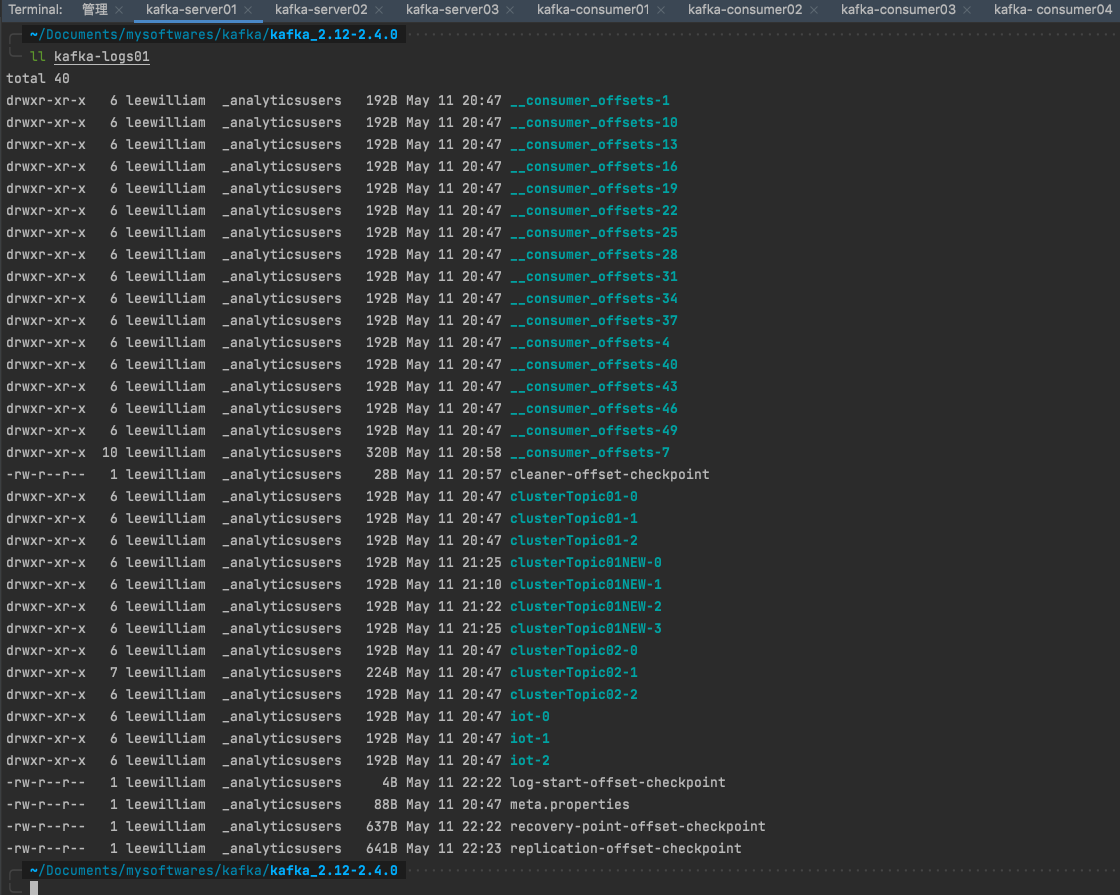 Terminal: 管理 × kafka-server01 × kafka-server02 × kafka-server03 × kafka-consumer01 × kafka-consumer02 × kafka-consumer03 × kafka- consumer04
~/Documents/mysoftwares/kafka/kafka_2.12-2.4.0
ll kafka-logs01
total 40
drwxr-xr-x 6 leewilliam _analyticsusers 192B May 11 20:47 __consumer_offsets-1
drwxr-xr-x 6 leewilliam _analyticsusers 192B May 11 20:47 __consumer_offsets-10
drwxr-xr-x 6 leewilliam _analyticsusers 192B May 11 20:47 __consumer_offsets-13
drwxr-xr-x 6 leewilliam _analyticsusers 192B May 11 20:47 __consumer_offsets-16
drwxr-xr-x 6 leewilliam _analyticsusers 192B May 11 20:47 __consumer_offsets-19
drwxr-xr-x 6 leewilliam _analyticsusers 192B May 11 20:47 __consumer_offsets-22
drwxr-xr-x 6 leewilliam _analyticsusers 192B May 11 20:47 __consumer_offsets-25
drwxr-xr-x 6 leewilliam _analyticsusers 192B May 11 20:47 __consumer_offsets-28
drwxr-xr-x 6 leewilliam _analyticsusers 192B May 11 20:47 __consumer_offsets-31
drwxr-xr-x 6 leewilliam _analyticsusers 192B May 11 20:47 __consumer_offsets-34
drwxr-xr-x 6 leewilliam _analyticsusers 192B May 11 20:47 __consumer_offsets-37
drwxr-xr-x 6 leewilliam _analyticsusers 192B May 11 20:47 __consumer_offsets-4
drwxr-xr-x 6 leewilliam _analyticsusers 192B May 11 20:47 __consumer_offsets-40
drwxr-xr-x 6 leewilliam _analyticsusers 192B May 11 20:47 __consumer_offsets-43
drwxr-xr-x 6 leewilliam _analyticsusers 192B May 11 20:47 __consumer_offsets-46
drwxr-xr-x 6 leewilliam _analyticsusers 192B May 11 20:47 __consumer_offsets-49
drwxr-xr-x 10 leewilliam _analyticsusers 320B May 11 20:58 __consumer_offsets-7
-rw-r--r-- 1 leewilliam _analyticsusers 28B May 11 20:57 cleaner-offset-checkpoint
drwxr-xr-x 6 leewilliam _analyticsusers 192B May 11 20:47 clusterTopic01-0
drwxr-xr-x 6 leewilliam _analyticsusers 192B May 11 20:47 clusterTopic01-1
drwxr-xr-x 6 leewilliam _analyticsusers 192B May 11 20:47 clusterTopic01-2
drwxr-xr-x 6 leewilliam _analyticsusers 192B May 11 21:25 clusterTopic01NEW-0
drwxr-xr-x 6 leewilliam _analyticsusers 192B May 11 21:10 clusterTopic01NEW-1
drwxr-xr-x 6 leewilliam _analyticsusers 192B May 11 21:22 clusterTopic01NEW-2
drwxr-xr-x 6 leewilliam _analyticsusers 192B May 11 21:25 clusterTopic01NEW-3
drwxr-xr-x 6 leewilliam _analyticsusers 192B May 11 20:47 clusterTopic02-0
drwxr-xr-x 7 leewilliam _analyticsusers 224B May 11 20:47 clusterTopic02-1
drwxr-xr-x 6 leewilliam _analyticsusers 192B May 11 20:47 clusterTopic02-2
drwxr-xr-x 6 leewilliam _analyticsusers 192B May 11 20:47 iot-0
drwxr-xr-x 6 leewilliam _analyticsusers 192B May 11 20:47 iot-1
drwxr-xr-x 6 leewilliam _analyticsusers 192B May 11 20:47 iot-2
-rw-r--r-- 1 leewilliam _analyticsusers 4B May 11 22:22 log-start-offset-checkpoint
-rw-r--r-- 1 leewilliam _analyticsusers 88B May 11 20:47 meta.properties
-rw-r--r-- 1 leewilliam _analyticsusers 637B May 11 22:22 recovery-point-offset-checkpoint
-rw-r--r-- 1 leewilliam _analyticsusers 641B May 11 22:23 replication-offset-checkpoint
~/Documents/mysoftwares/kafka/kafka_2.12-2.4.0